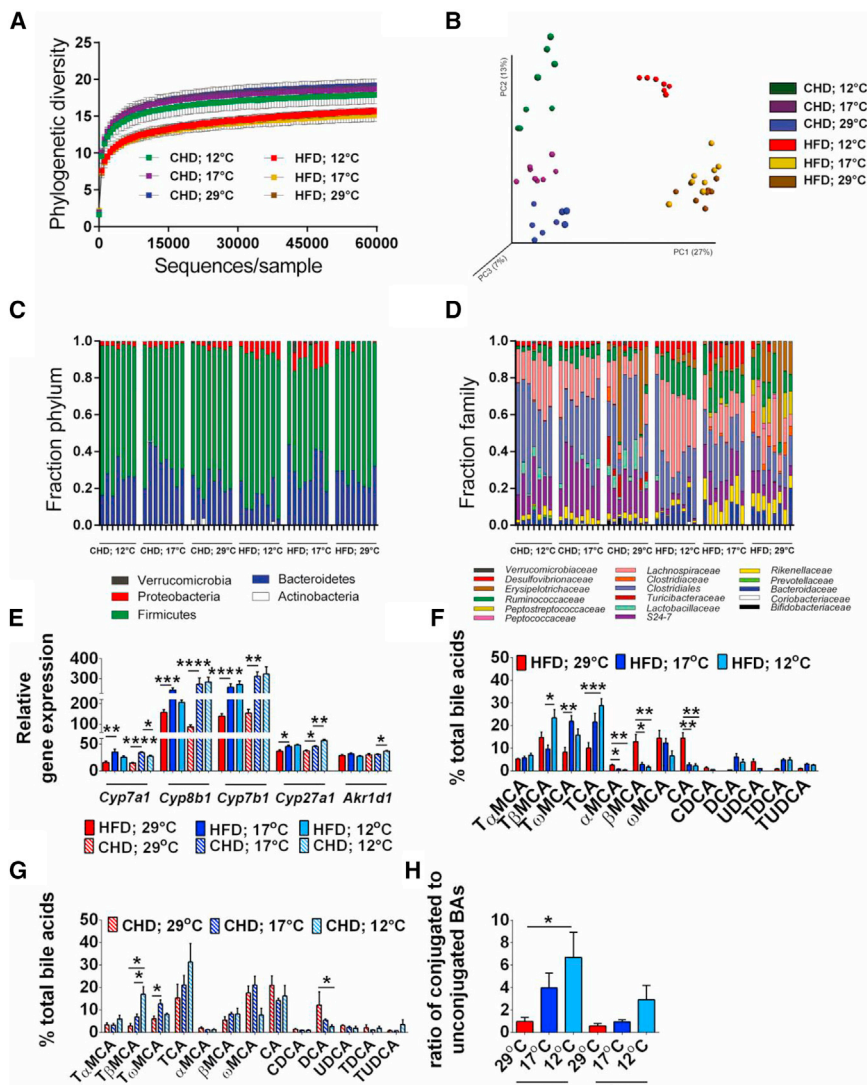 A
Phylogenetic diversity
25
20
15
10
5
0
0 15000 30000 45000 60000
Sequences/sample
CHD; 12°C
CHD; 17°C
CHD; 29°C
HFD; 12°C
HFD; 17°C
HFD; 29°C
B
PC2 (13%)
PC3 (7%)
PC1 (27%)
CHD; 12°C
CHD; 17°C
CHD; 29°C
HFD; 12°C
HFD; 17°C
HFD; 29°C
C
Fraction phylum
1.0
0.8
0.6
0.4
0.2
0.0
CHD; 12°C CHD; 17°C CHD; 29°C HFD; 12°C HFD; 17°C HFD; 29°C
Verrucomicrobia
Proteobacteria
Firmicutes
Bacteroidetes
Actinobacteria
D
Fraction family
1.0
0.8
0.6
0.4
0.2
0.0
CHD; 12°C CHD; 17°C CHD; 29°C HFD; 12°C HFD; 17°C HFD; 29°C
Verrucomicrobiaceae
Desulfovibrionaceae
Erysipelotrichaceae
Ruminococcaceae
Peptostreptococcaceae
Peptococcaceae
Lachnospiraceae
Clostridiaceae
Clostridiales
Turicibacteraceae
Lactobacillaceae
S24-7
Rikenellaceae
Prevotellaceae
Bacteroidaceae
Coriobacteriaceae
Bifidobacteriaceae
E
Relative
gene expression
400
300
200
100
50
0
** **** * **
*** ****
**** **
* * **
*
Cyp7a1 Cyp8b1 Cyp7b1 Cyp27a1 Akr1d1
HFD; 29°C HFD; 17°C HFD; 12°C
CHD; 29°C CHD; 17°C CHD; 12°C
F
% total bile acids
50
40
30
20
10
0
HFD; 29°C HFD; 17°C HFD; 12°C
*
**
***
**
*
**
*
**
**
TαMCA
TβMCA
TωMCA
TCA
αMCA
βMCA
ωMCA
CA
CDCA
DCA
UDCA
TDCA
TUDCA
G
% total bile acids
50
40
30
20
10
0
CHD; 29°C CHD; 17°C CHD; 12°C
*
*
*
*
TαMCA
TβMCA
TωMCA
TCA
αMCA
βMCA
ωMCA
CA
CDCA
DCA
UDCA
TDCA
TUDCA
H
ratio of conjugated to
unconjugated BAs
10
8
6
4
2
0
*
29°C
17°C
12°C
29°C
17°C
12°C